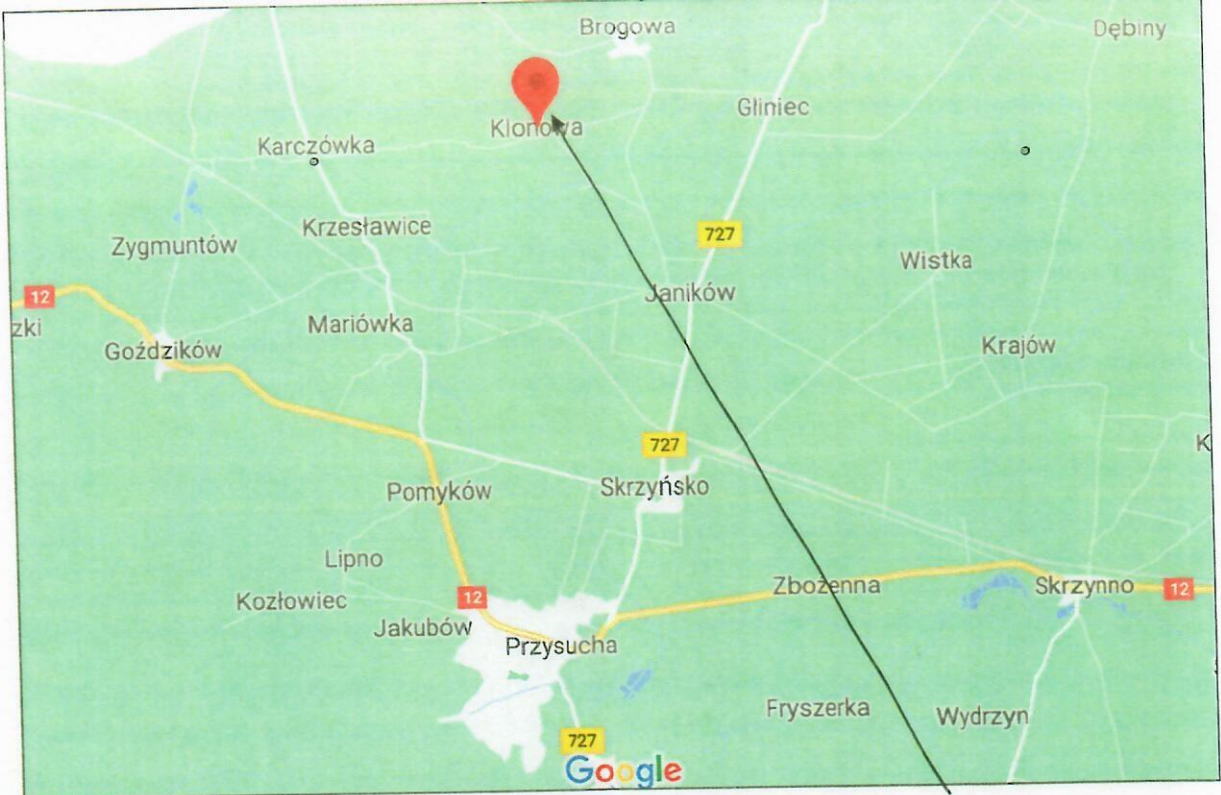 Brogowa
Dębiny
Gliniec
Klonowa
Karczówka
Krzesławice
727
Zygmuntów
Wistka
12
Janików
zki
Mariówka
Goździków
Krajów
727
K
Pomyków
Skrzyńsko
Lipno
Zbożenna
Skrzynno
12
12
Kozłowiec
Jakubów
Przysucha
Fryszerka
Wydrzyn
727
Google